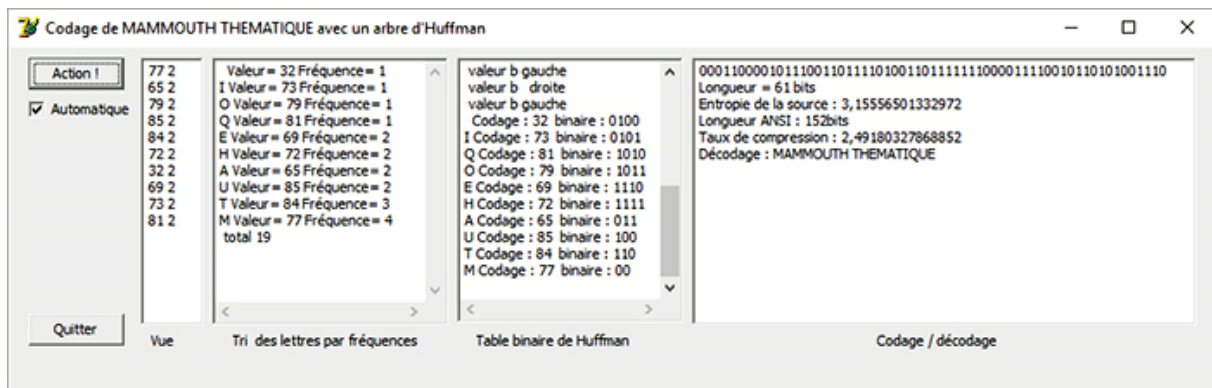 Codage de MAMMOUTH THEMATIQUE avec un arbre d'Huffman
Action !
Automatique
Quitter
77 2
65 2
79 2
85 2
84 2
72 2
32 2
69 2
73 2
81 2
Vue
Valeur= 32 Fréquence= 1
I Valeur= 73 Fréquence= 1
O Valeur= 79 Fréquence= 1
Q Valeur= 81 Fréquence= 1
E Valeur= 69 Fréquence= 2
H Valeur= 72 Fréquence= 2
A Valeur= 65 Fréquence= 2
U Valeur= 85 Fréquence= 2
T Valeur= 84 Fréquence= 3
M Valeur= 77 Fréquence= 4
total 19
Tri des lettres par fréquences
valeur b gauche
valeur b droite
valeur b gauche
Codage : 32 binaire : 0100
I Codage : 73 binaire : 0101
Q Codage : 81 binaire : 1010
O Codage : 79 binaire : 1011
E Codage : 69 binaire : 1110
H Codage : 72 binaire : 1111
A Codage : 65 binaire : 011
U Codage : 85 binaire : 100
T Codage : 84 binaire : 110
M Codage : 77 binaire : 00
Table binaire de Huffman
0001100001011100110111101001101111111000011110010110101001110
Longueur = 61 bits
Entropie de la source : 3,15556501332972
Longueur ANSI : 152bits
Taux de compression : 2,49180327868852
Décodage : MAMMOUTH THEMATIQUE
Codage / décodage